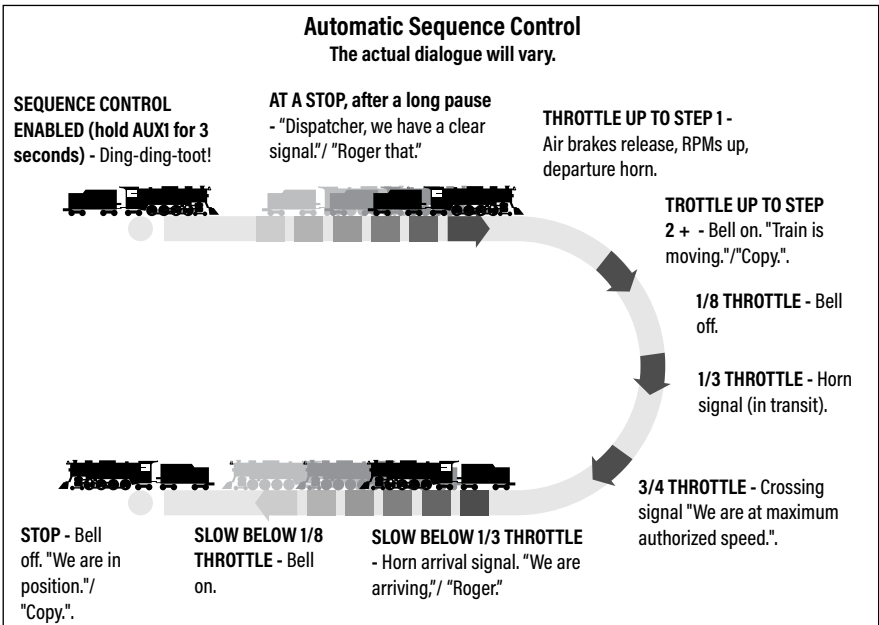 Automatic Sequence Control
The actual dialogue will vary.
SEQUENCE CONTROL
ENABLED (hold AUX1 for 3
seconds) - Ding-ding-toot!
AT A STOP, after a long pause
- “Dispatcher, we have a clear
signal."/ "Roger that."
THROTTLE UP TO STEP 1 -
Air brakes release, RPMs up,
departure horn.
TROTTLE UP TO STEP
2 + - Bell on. "Train is
moving."/"Copy.".
1/8 THROTTLE - Bell
off.
1/3 THROTTLE - Horn
signal (in transit).
3/4 THROTTLE - Crossing
signal "We are at maximum
authorized speed.".
SLOW BELOW 1/3 THROTTLE
- Horn arrival signal. “We are
arriving,”/ “Roger.”
SLOW BELOW 1/8
THROTTLE - Bell
on.
STOP - Bell
off. "We are in
position."/
"Copy.".